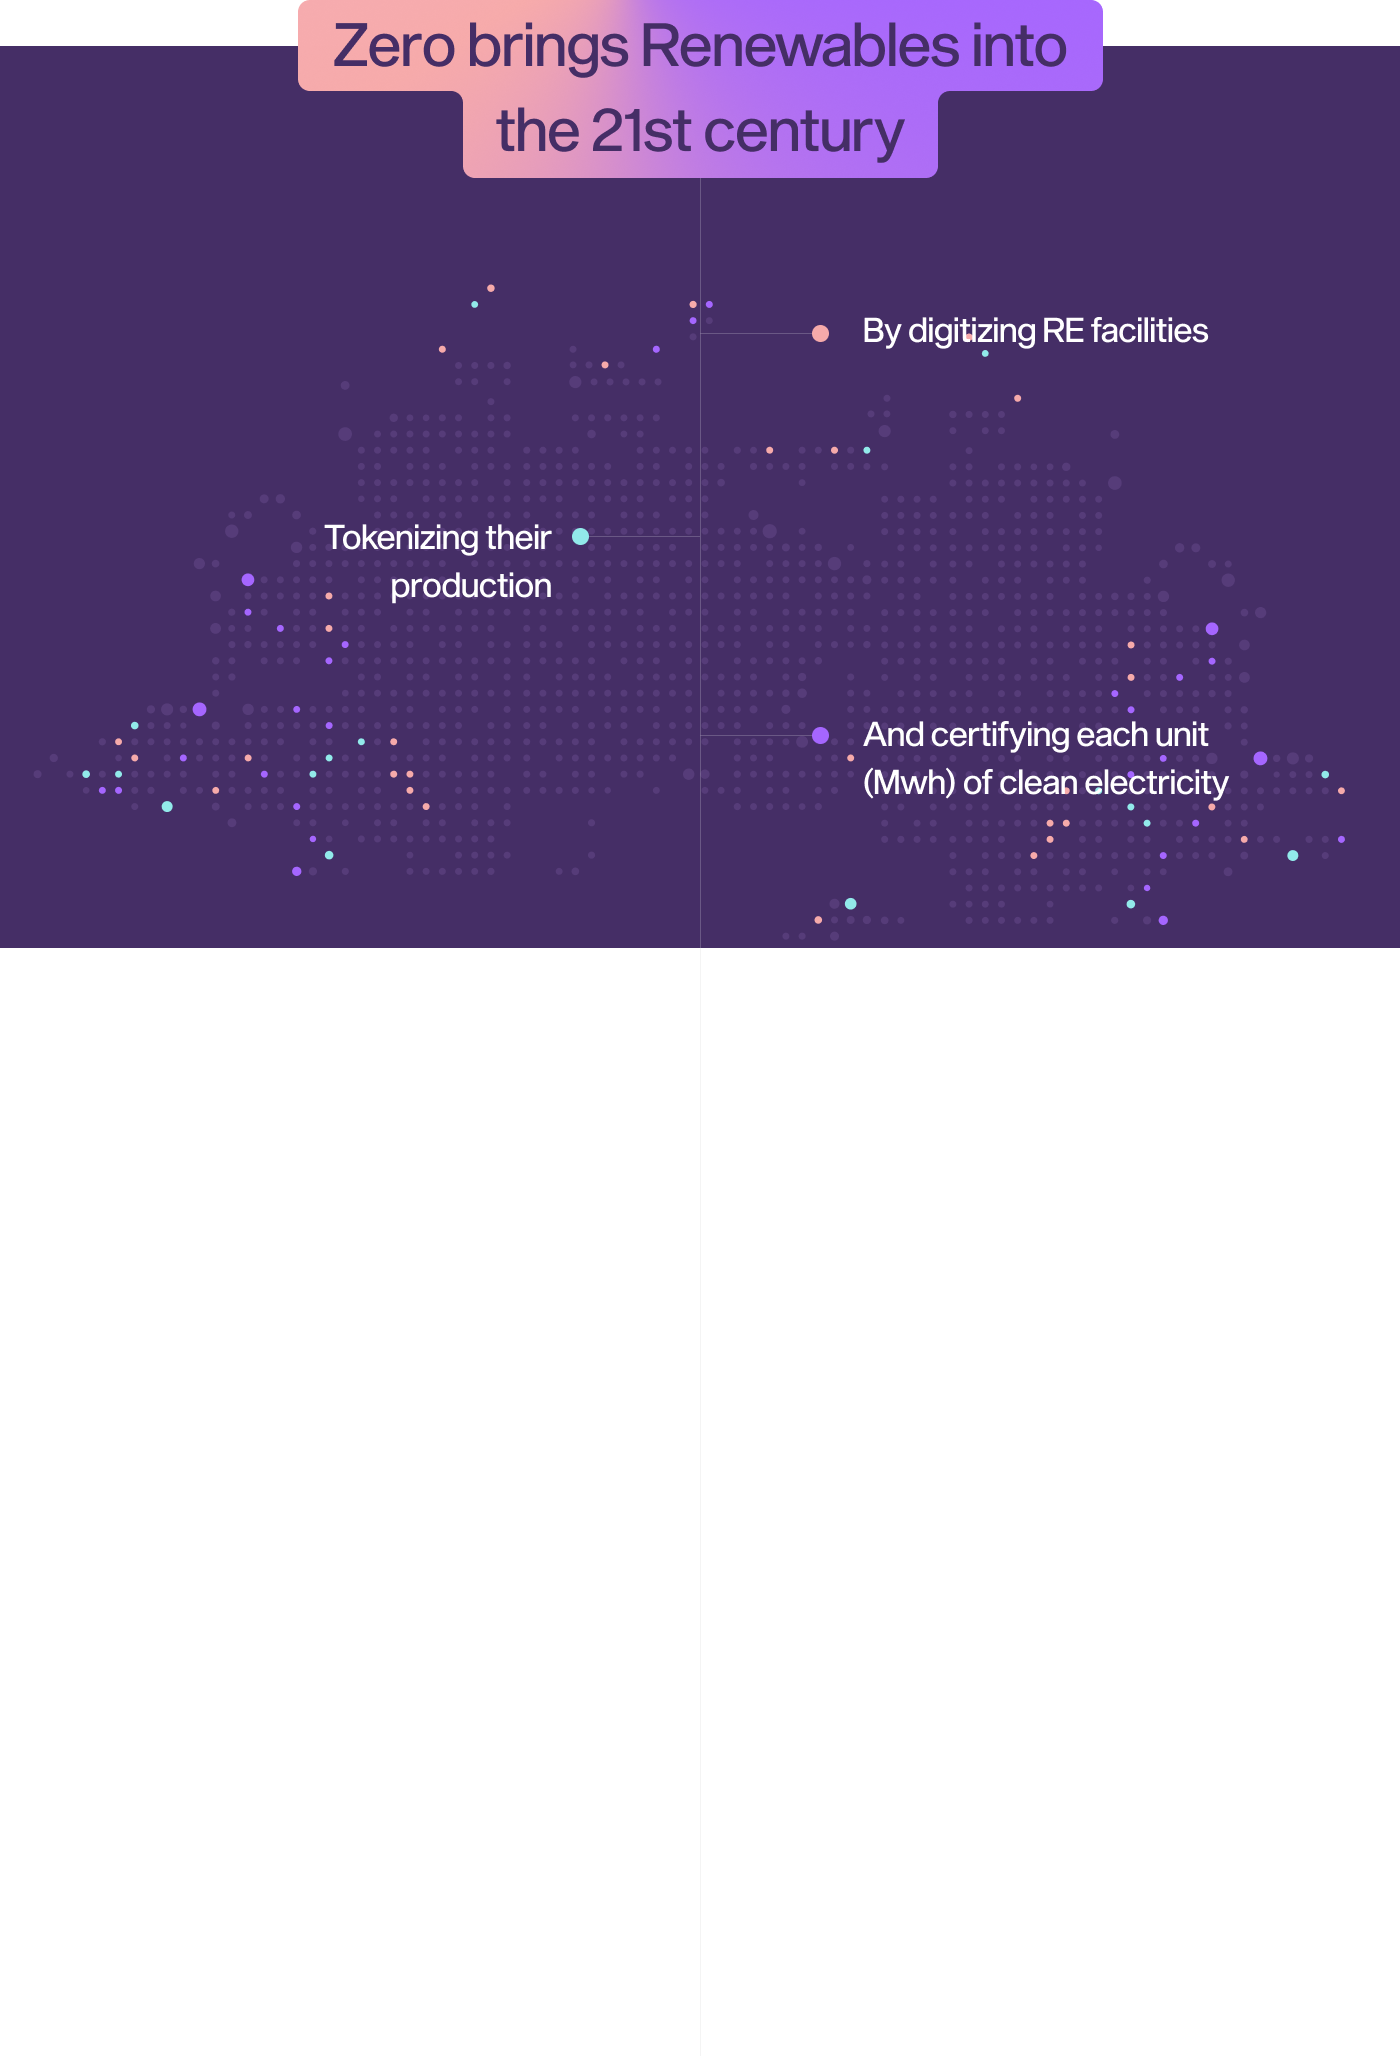 Zero brings Renewables into
the 21st century
By digitizing RE facilities
Tokenizing their
production
And certifying each unit
(Mwh) of clean electricity